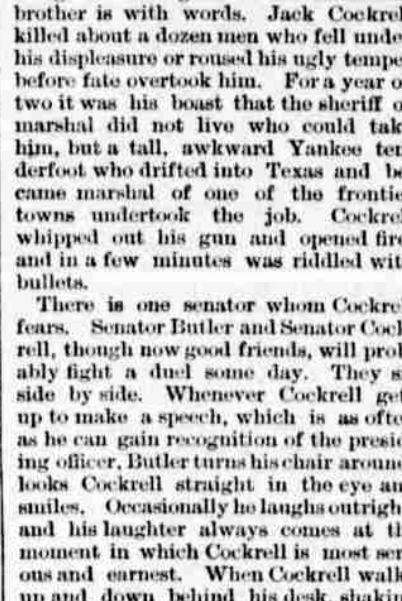 brother is with words. Jack Cockrel
killed about a dozen men who fell unde
his displeasure or roused his ugly tempe
before fate overtook him. For a year o
two it was his boast that the sheriff o
marshal did not live who could tak
him, but a tall, awkward Yankee ten
derfoot who drifted into Texas and be
came marshal of one of the frontie
towns undertook the job. Cockrel
whipped out his gun and opened fire
and in a few minutes was riddled wit
bullets.
There is one senator whom Cockrel
fears. Senator Butler and Senator Cock
rell, though now good friends, will prob
ably fight a duel some day. They si
side by side. Whenever Cockrell get
up to make a speech, which is as ofte
as he can gain recognition of the presid
ing officer, Butler turns his chair around
looks Cockrell straight in the eye an
smiles. Occasionally he laughs outrigh
and his laughter always comes at th
moment in which Cockrell is most ser
ous and earnest. When Cockrell walk
up and down behind his desk, shakin